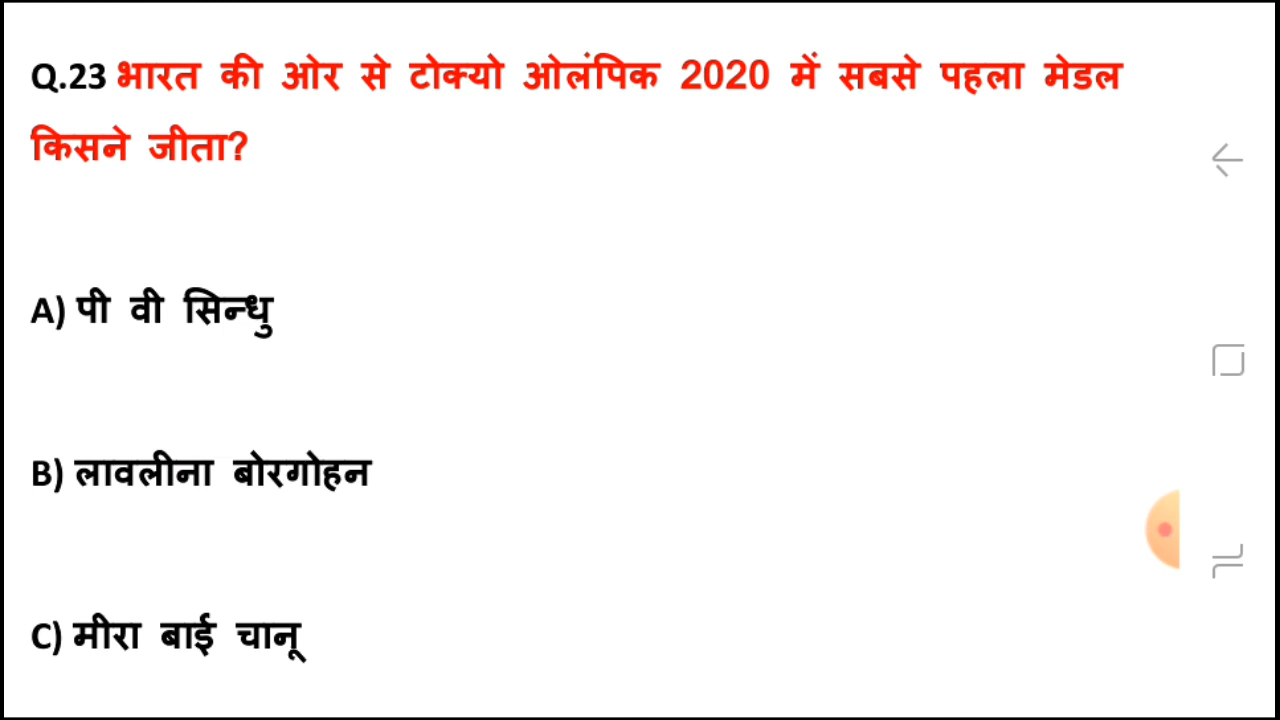 Q.23 भारत की ओर से टोक्यो ओलंपिक 2020 में सबसे पहला मेडल
किसने जीता?
A) पी वी सिन्धु
B) लावलीना बोरगोहन
C) मीरा बाई चानू